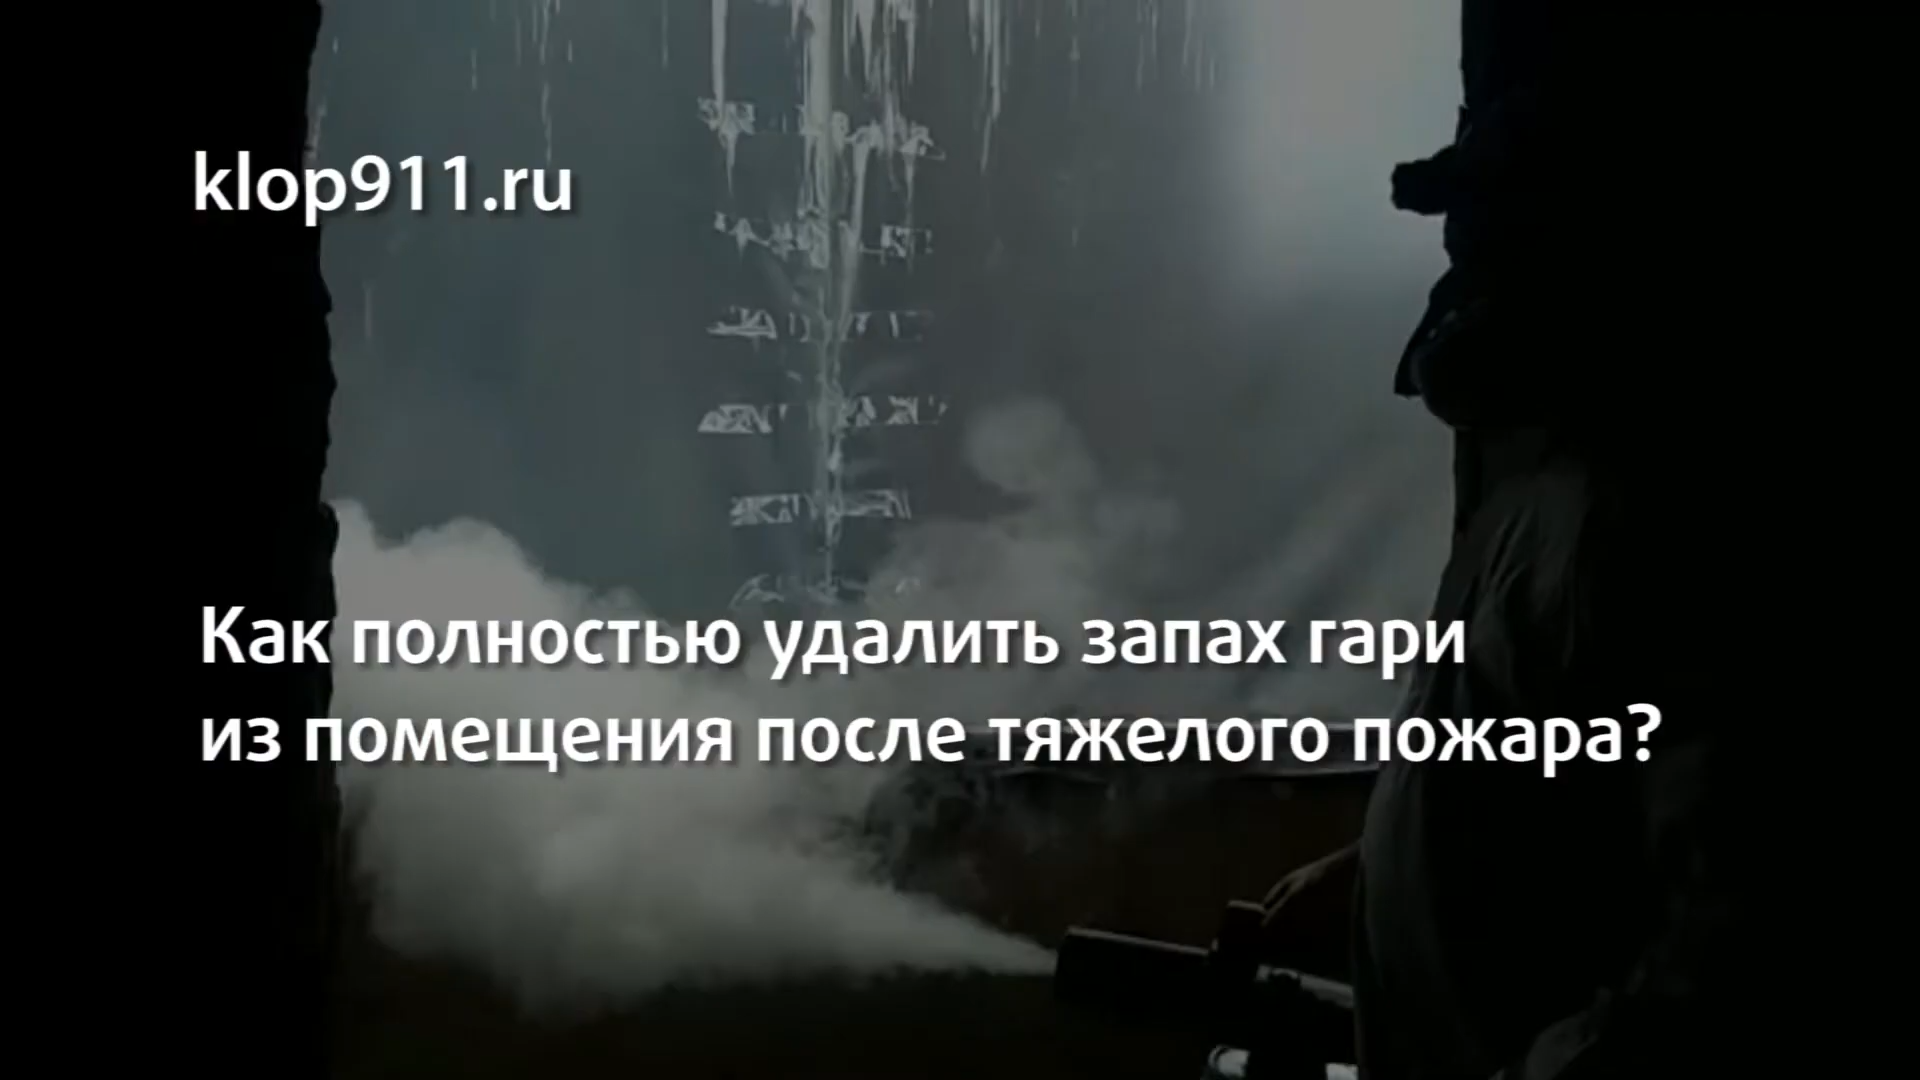 klop911.ru
Как полностью удалить запах гари
из помещения после тяжелого пожара?